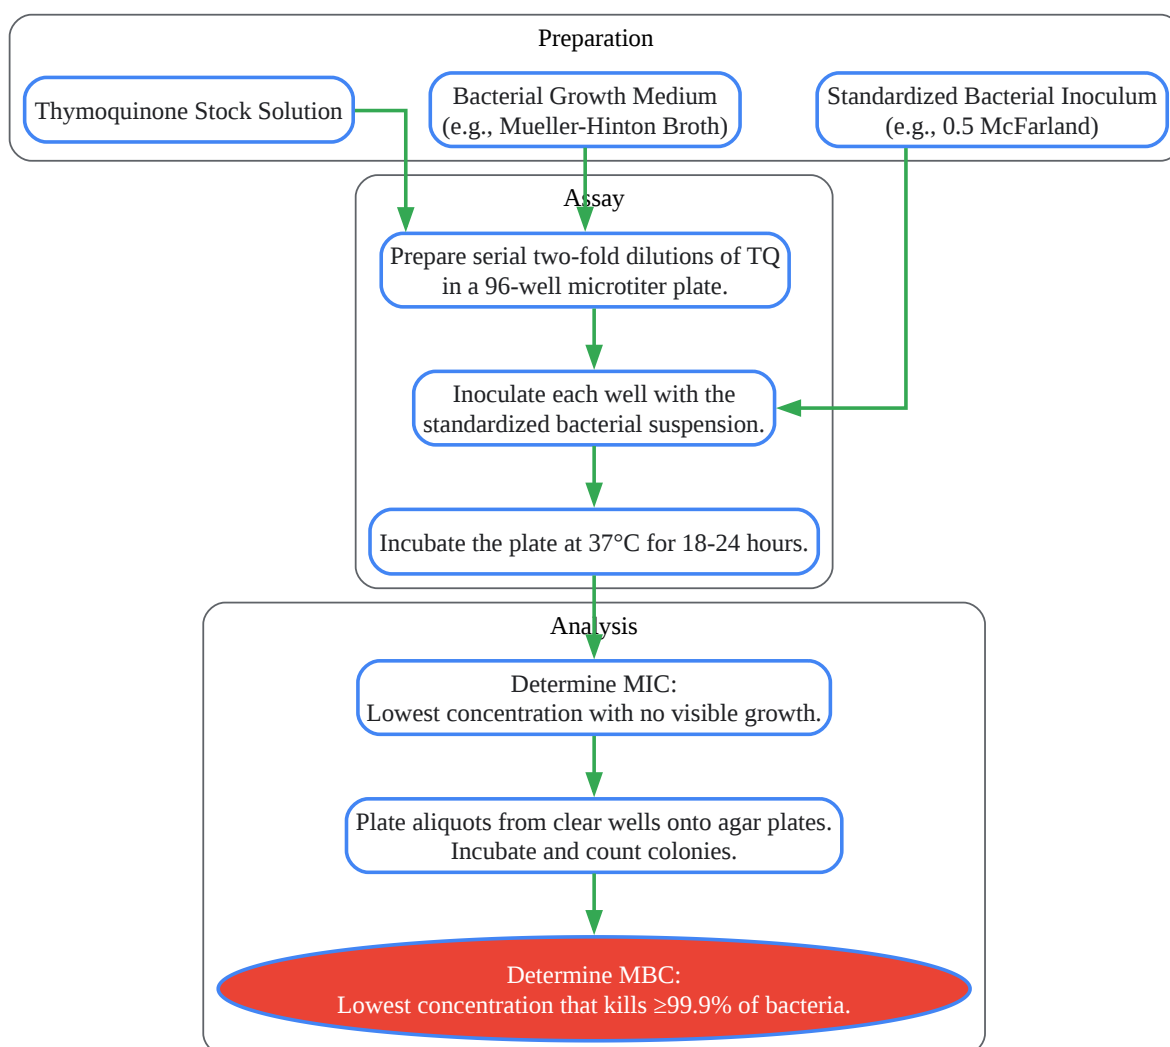 Preparation
Thymoquinone Stock Solution
Bacterial Growth Medium
(e.g., Mueller-Hinton Broth)
Standardized Bacterial Inoculum
(e.g., 0.5 McFarland)
Assay
Prepare serial two-fold dilutions of TQ
in a 96-well microtiter plate.
Inoculate each well with the
standardized bacterial suspension.
Incubate the plate at 37°C for 18-24 hours.
Analysis
Determine MIC:
Lowest concentration with no visible growth.
Plate aliquots from clear wells onto agar plates.
Incubate and count colonies.
Determine MBC:
Lowest concentration that kills ≥99.9% of bacteria.